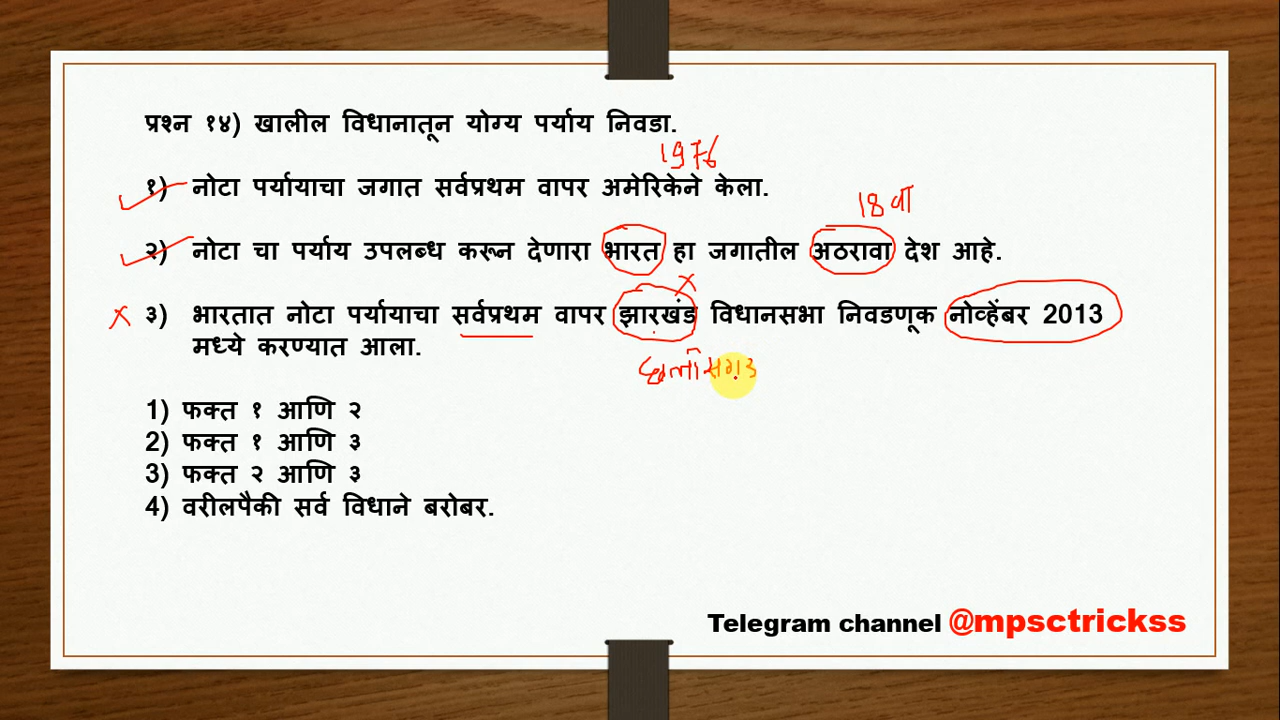 प्रश्न १४) खालील विधानातून योग्य पर्याय निवडा.
1976
१) नोटा पर्यायाचा जगात सर्वप्रथम वापर अमेरिकेने केला.
18 वा
२) नोटा चा पर्याय उपलब्ध करून देणारा भारत हा जगातील अठरावा देश आहे.
३) भारतात नोटा पर्यायाचा सर्वप्रथम वापर झारखंड विधानसभा निवडणूक नोव्हेंबर 2013
मध्ये करण्यात आला.
छत्तीसगड
1) फक्त १ आणि २
2) फक्त १ आणि ३
3) फक्त २ आणि ३
4) वरीलपैकी सर्व विधाने बरोबर.
Telegram channel @mpsctrickss